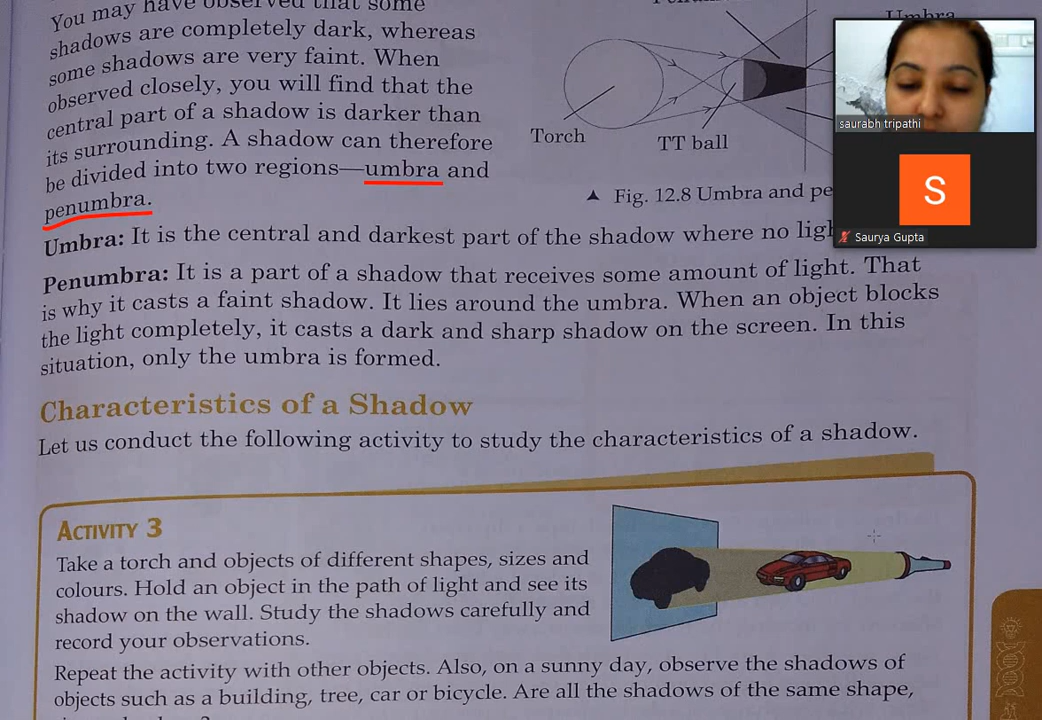 You may have observed that some
shadows are completely dark, whereas
some shadows are very faint. When
observed closely, you will find that the
central part of a shadow is darker than
its surrounding. A shadow can therefore
be divided into two regions—umbra and
penumbra.
Umbra
Torch
TT ball
▲ Fig. 12.8 Umbra and pe
saurabh tripathi
S
Saurya Gupta
Umbra: It is the central and darkest part of the shadow where no ligh
Penumbra: It is a part of a shadow that receives some amount of light. That
is why it casts a faint shadow. It lies around the umbra. When an object blocks
the light completely, it casts a dark and sharp shadow on the screen. In this
situation, only the umbra is formed.
Characteristics of a Shadow
Let us conduct the following activity to study the characteristics of a shadow.
ACTIVITY 3
Take a torch and objects of different shapes, sizes and
colours. Hold an object in the path of light and see its
shadow on the wall. Study the shadows carefully and
record your observations.
Repeat the activity with other objects. Also, on a sunny day, observe the shadows of
objects such as a building, tree, car or bicycle. Are all the shadows of the same shape,